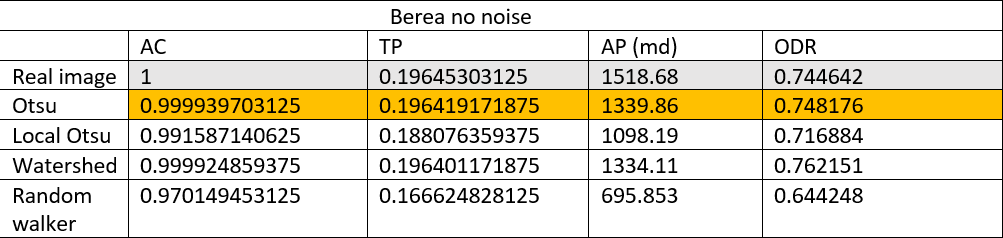 Berea no noise
AC TP AP (md) ODR
Real image 1 0.19645303125 1518.68 0.744642
Otsu 0.999939703125 0.196419171875 1339.86 0.748176
Local Otsu 0.991587140625 0.188076359375 1098.19 0.716884
Watershed 0.999924859375 0.196401171875 1334.11 0.762151
Random 0.970149453125 0.166624828125 695.853 0.644248
walker